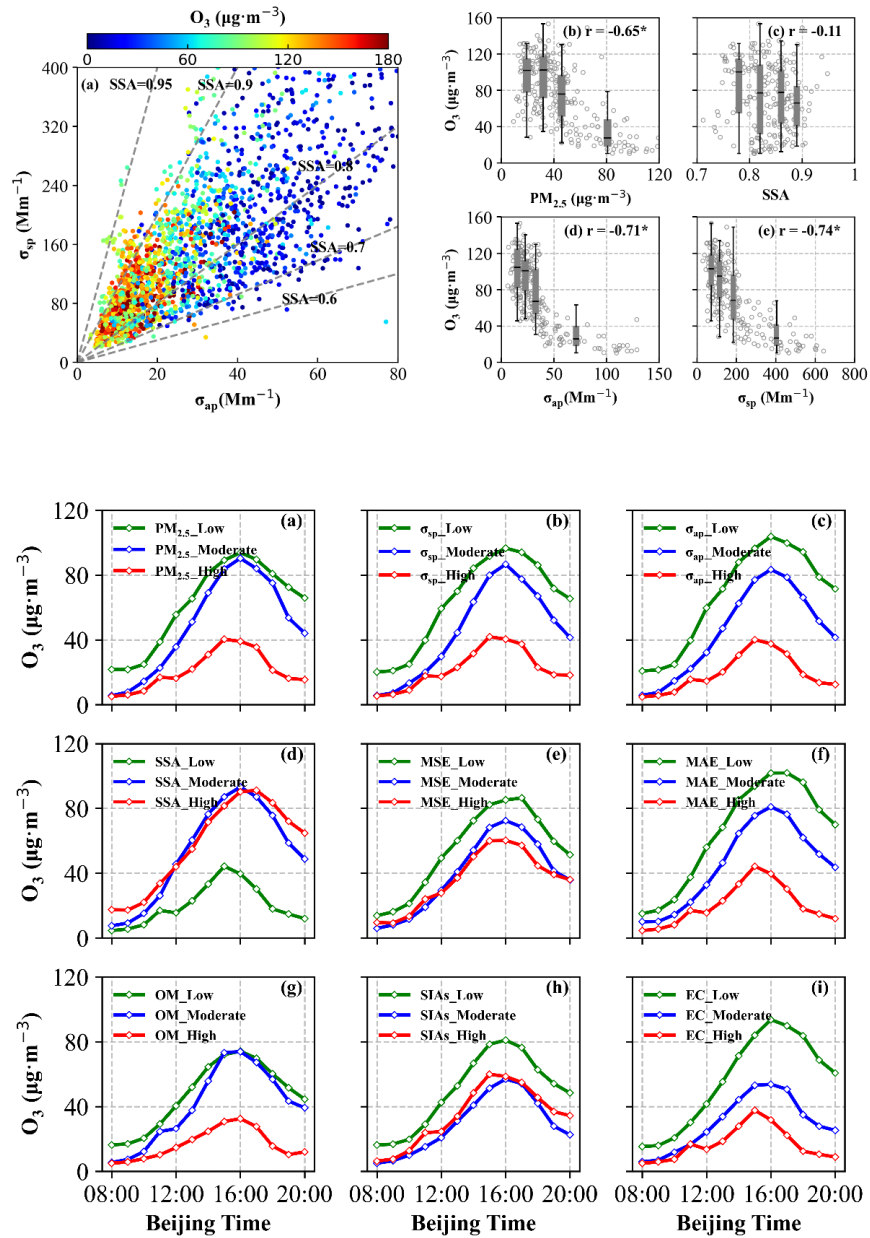 O₃ (μg·m⁻³)
0 60 120 180
(a) SSA=0.95 SSA=0.9
SSA=0.8
SSA=0.7
SSA=0.6
400
320
240
160
80
0
σsp (Mm⁻¹)
0 20 40 60 80
σap(Mm⁻¹)
(b) r = -0.65*
160
120
80
40
0
O₃ (μg·m⁻³)
0 20 40 60 80 100 120
PM₂.₅ (μg·m⁻³)
(c) r = -0.11
0.7 0.8 0.9 1
SSA
(d) r = -0.71*
160
120
80
40
0
O₃ (μg·m⁻³)
0 50 100 150
σap(Mm⁻¹)
(e) r = -0.74*
0 200 400 600 800
σsp (Mm⁻¹)
(a)
PM₂.₅_Low
PM₂.₅_Moderate
PM₂.₅_High
120
80
40
0
O₃ (μg·m⁻³)
(b)
σsp_Low
σsp_Moderate
σsp_High
(c)
σap_Low
σap_Moderate
σap_High
(d)
SSA_Low
SSA_Moderate
SSA_High
120
80
40
0
O₃ (μg·m⁻³)
(e)
MSE_Low
MSE_Moderate
MSE_High
(f)
MAE_Low
MAE_Moderate
MAE_High
(g)
OM_Low
OM_Moderate
OM_High
120
80
40
0
O₃ (μg·m⁻³)
08:00 12:00 16:00 20:00
Beijing Time
(h)
SIAs_Low
SIAs_Moderate
SIAs_High
08:00 12:00 16:00 20:00
Beijing Time
(i)
EC_Low
EC_Moderate
EC_High
08:00 12:00 16:00 20:00
Beijing Time